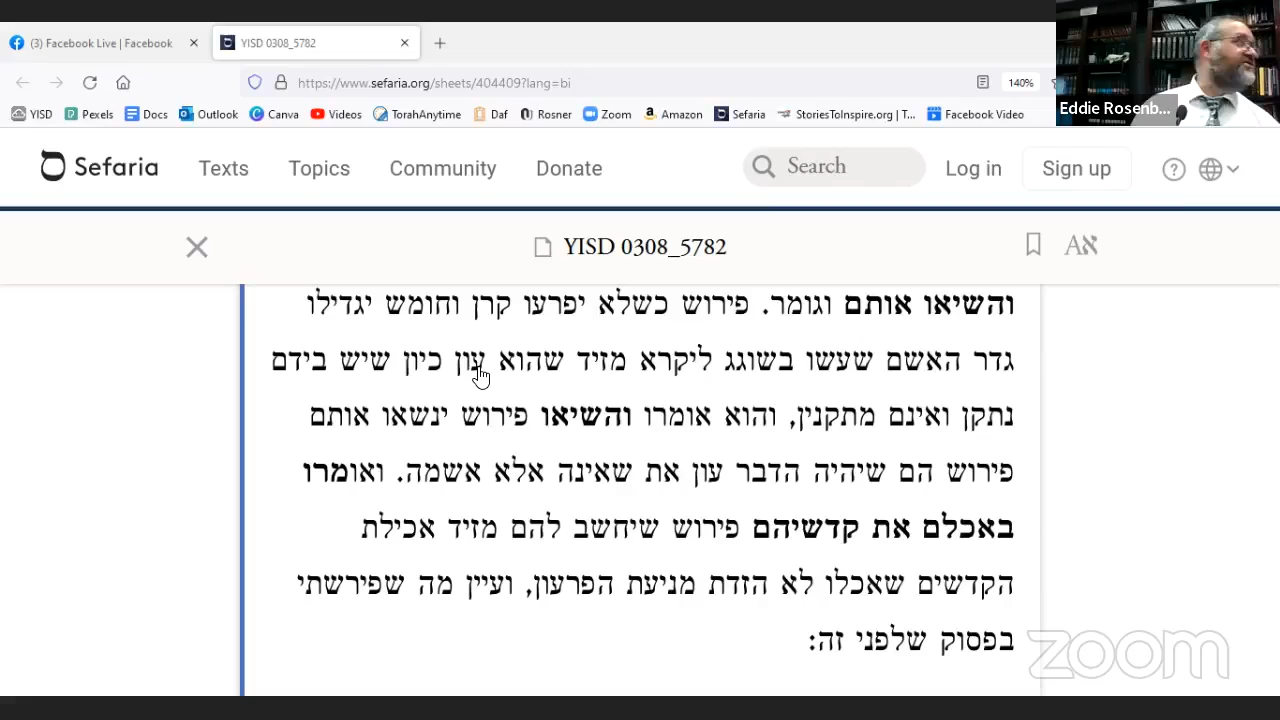 (3) Facebook Live | Facebook
YISD 0308_5782
https://www.sefaria.org/sheets/404409?lang=bi
140%
Eddie Rosenb...
YISD Pexels Docs Outlook Canva Videos TorahAnytime Daf Rosner Zoom Amazon Sefaria StoriesToInspire.org | T... Facebook Video
Sefaria Texts Topics Community Donate Search Log in Sign up
YISD 0308_5782
Aא
והשיאו אותם וגומר. פירוש כשלא יפרעו קרן וחומש יגדילו
גדר האשם שעשו בשוגג ליקרא מזיד שהוא עון כיון שיש בידם
נתקן ואינם מתקנין, והוא אומרו והשיאו פירוש ינשאו אותם
פירוש הם שיהיה הדבר עון את שאינה אלא אשמה. ואומרו
באכלם את קדשיהם פירוש שיחשב להם מזיד אכילת
הקדשים שאכלו לא הזדת מניעת הפרעון, ועיין מה שפירשתי
בפסוק שלפני זה:
zoom